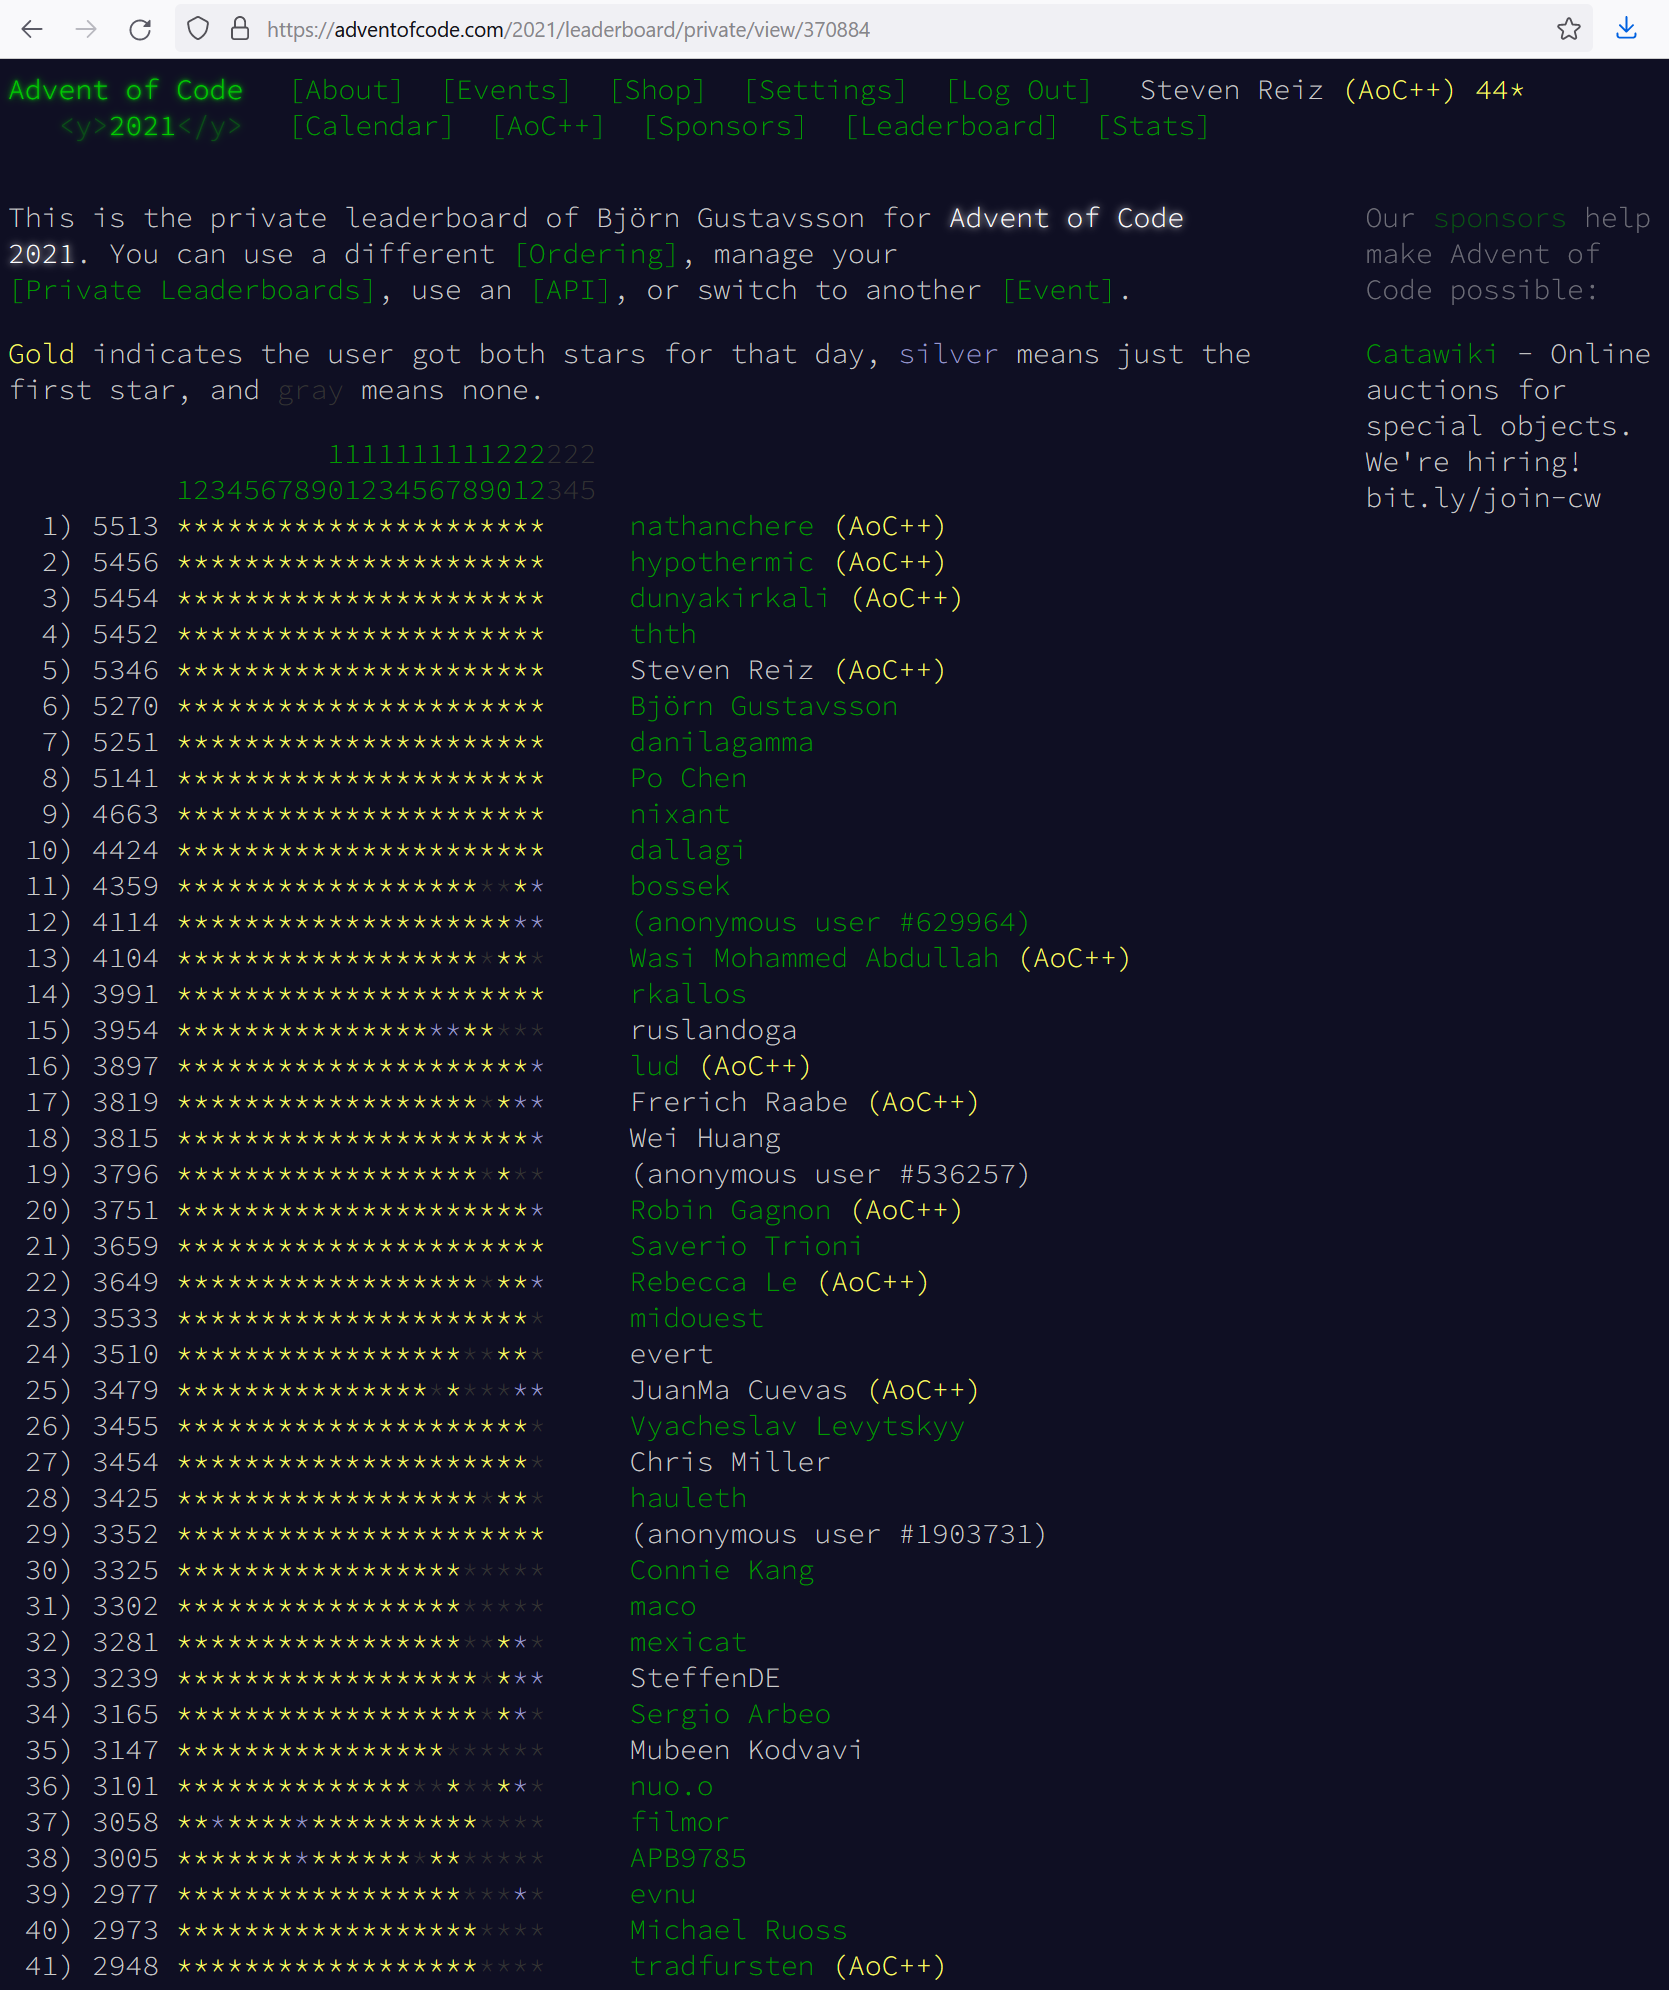 https://adventofcode.com/2021/leaderboard/private/view/370884
Advent of Code [About] [Events] [Shop] [Settings] [Log Out] Steven Reiz (AoC++) 44*
<y>2021</y> [Calendar] [AoC++] [Sponsors] [Leaderboard] [Stats]
This is the private leaderboard of Björn Gustavsson for Advent of Code
2021. You can use a different [Ordering], manage your
[Private Leaderboards], use an [API], or switch to another [Event].
Gold indicates the user got both stars for that day, silver means just the
first star, and gray means none.
1111111111222222
1234567890123456789012345
1) 5513 ********************** nathanchere (AoC++)
2) 5456 ********************** hypothermic (AoC++)
3) 5454 ********************** dunyakirkali (AoC++)
4) 5452 ********************** thth
5) 5346 ********************** Steven Reiz (AoC++)
6) 5270 ********************** Björn Gustavsson
7) 5251 ********************** danilagamma
8) 5141 ********************** Po Chen
9) 4663 ********************** nixant
10) 4424 ********************** dallagi
11) 4359 ********************** bossek
12) 4114 ********************** (anonymous user #629964)
13) 4104 ********************** Wasi Mohammed Abdullah (AoC++)
14) 3991 ********************** rkallos
15) 3954 ********************** ruslandoga
16) 3897 ********************** lud (AoC++)
17) 3819 ********************** Frerich Raabe (AoC++)
18) 3815 ********************** Wei Huang
19) 3796 ********************** (anonymous user #536257)
20) 3751 ********************** Robin Gagnon (AoC++)
21) 3659 ********************** Saverio Trioni
22) 3649 ********************** Rebecca Le (AoC++)
23) 3533 ********************** midouest
24) 3510 ********************** evert
25) 3479 ********************** JuanMa Cuevas (AoC++)
26) 3455 ********************** Vyacheslav Levytskyy
27) 3454 ********************** Chris Miller
28) 3425 ********************** hauleth
29) 3352 ********************** (anonymous user #1903731)
30) 3325 ********************** Connie Kang
31) 3302 ********************** maco
32) 3281 ********************** mexicat
33) 3239 ********************** SteffenDE
34) 3165 ********************** Sergio Arbeo
35) 3147 ********************** Mubeen Kodvavi
36) 3101 ********************** nuo.o
37) 3058 ********************** filmor
38) 3005 ********************** APB9785
39) 2977 ********************** evnu
40) 2973 ********************** Michael Ruoss
41) 2948 ********************** tradfursten (AoC++)
Our sponsors help
make Advent of
Code possible:
Catawiki - Online
auctions for
special objects.
We're hiring!
bit.ly/join-cw